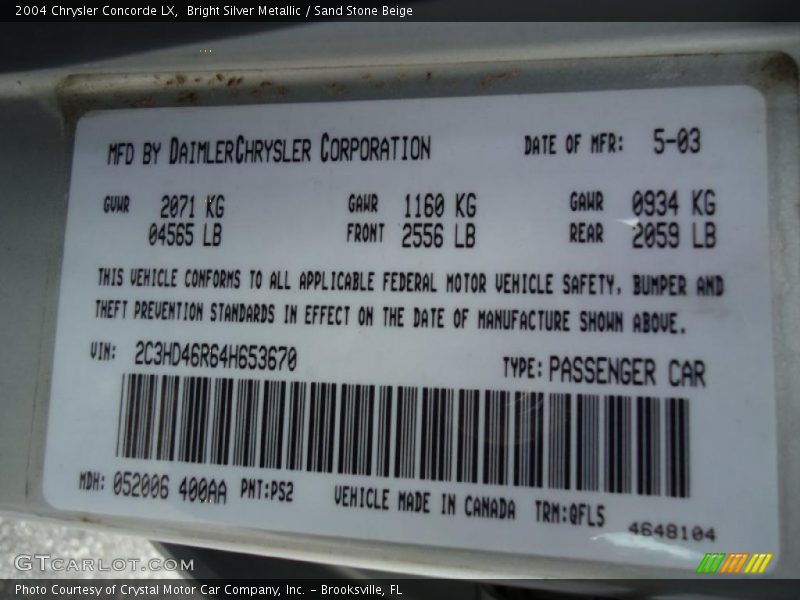 2004 Chrysler Concorde LX, Bright Silver Metallic / Sand Stone Beige
MFD BY DAIMLERCHRYSLER CORPORATION DATE OF MFR: 5-03
GVWR 2071 KG GAWR 1160 KG GAWR 0934 KG
04565 LB FRONT 2556 LB REAR 2059 LB
THIS VEHICLE CONFORMS TO ALL APPLICABLE FEDERAL MOTOR VEHICLE SAFETY, BUMPER AND
THEFT PREVENTION STANDARDS IN EFFECT ON THE DATE OF MANUFACTURE SHOWN ABOVE.
VIN: 2C3HD46R64H653670 TYPE: PASSENGER CAR
MDH: 052006 400AA PNT:PS2 VEHICLE MADE IN CANADA TRM:QFL5
4648104
GTCarLot.com
Photo Courtesy of Crystal Motor Car Company, Inc. - Brooksville, FL